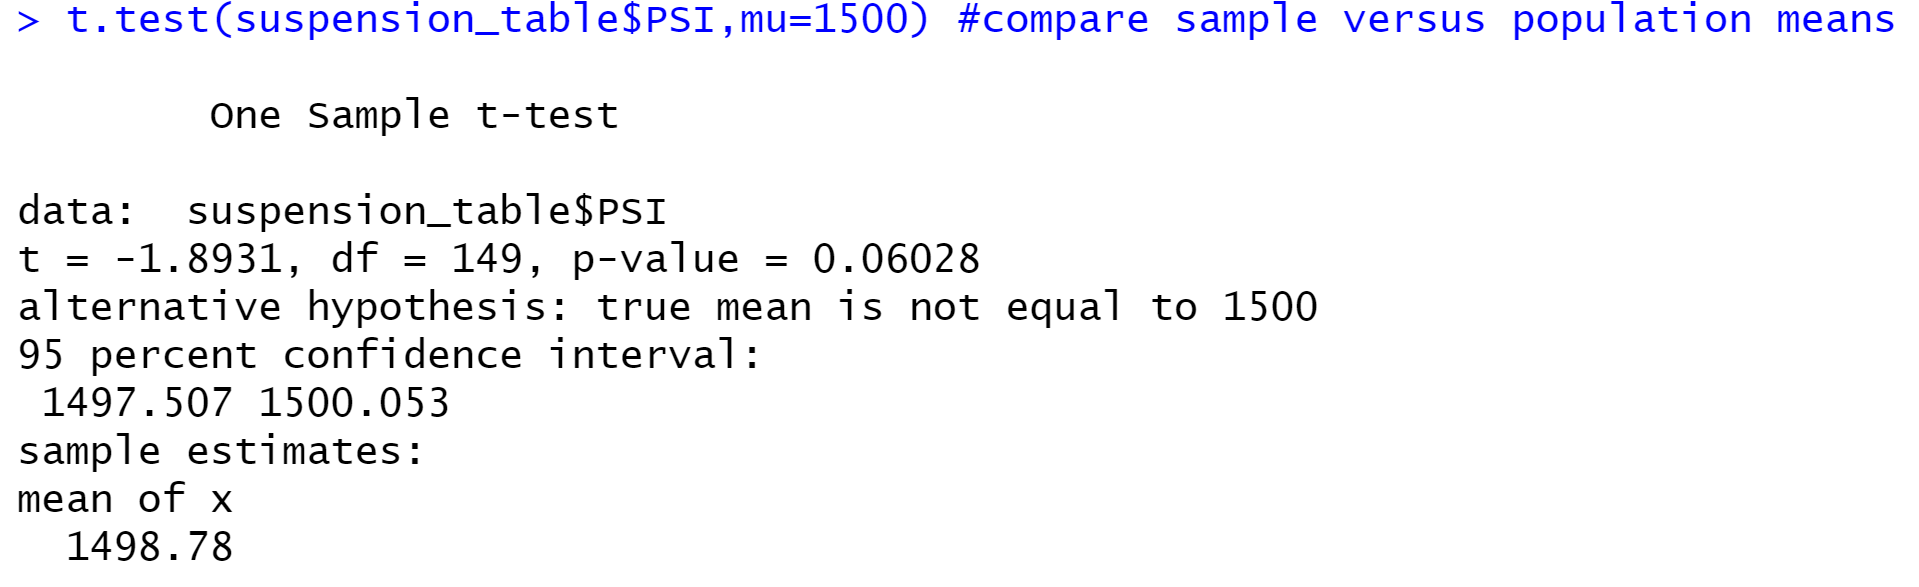 > t.test(suspension_table$PSI,mu=1500) #compare sample versus population means
One Sample t-test
data:  suspension_table$PSI
t = -1.8931, df = 149, p-value = 0.06028
alternative hypothesis: true mean is not equal to 1500
95 percent confidence interval:
1497.507 1500.053
sample estimates:
mean of x
1498.78